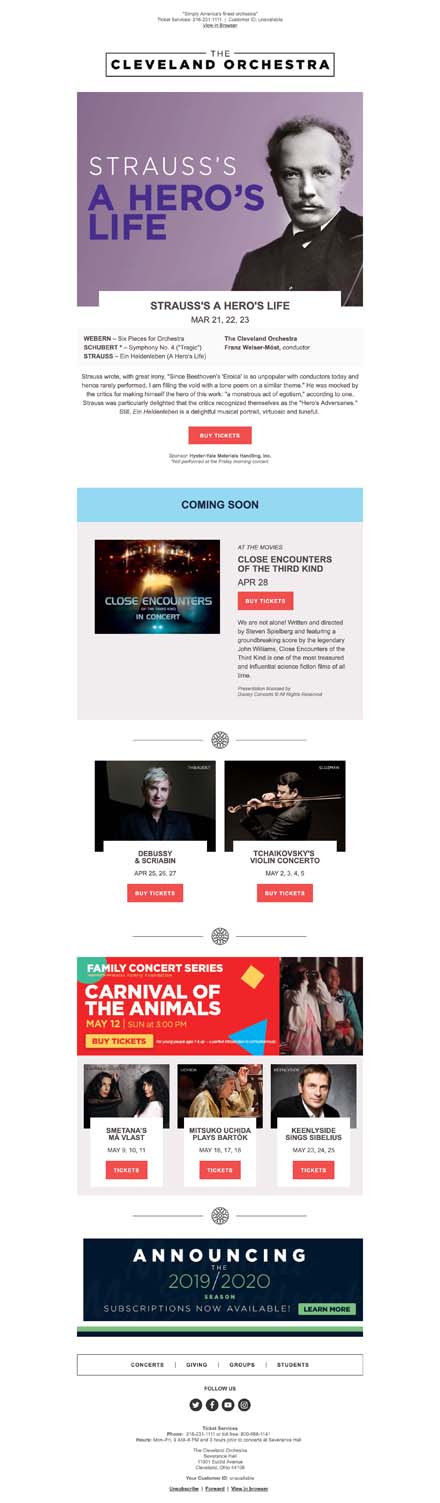 "Simply America's finest orchestra"
Ticket Services: 216-231-1111 | Customer ID: unavailable
View in Browser
THE
CLEVELAND ORCHESTRA
STRAUSS'S
A HERO'S
LIFE
STRAUSS'S A HERO'S LIFE
MAR 21, 22, 23
WEBERN – Six Pieces for Orchestra
SCHUBERT * – Symphony No. 4 ("Tragic")
STRAUSS – Ein Heldenleben (A Hero's Life)
The Cleveland Orchestra
Franz Welser-Möst, conductor
Strauss wrote, with great irony, "Since Beethoven's 'Eroica' is so unpopular with conductors today and
hence rarely performed, I am filling the void with a tone poem on a similar theme." He was mocked by
the critics for making himself the hero of this work: "a monstrous act of egotism," according to one.
Strauss was particularly delighted that the critics recognized themselves as the "Hero's Adversaries."
Still, Ein Heldenleben is a delightful musical portrait, virtuosic and tuneful.
BUY TICKETS
Sponsor: Hyster-Yale Materials Handling, Inc.
*Not performed at the Friday morning concert.
COMING SOON
CLOSE ENCOUNTERS
OF THE THIRD KIND
IN CONCERT
AT THE MOVIES
CLOSE ENCOUNTERS
OF THE THIRD KIND
APR 28
BUY TICKETS
We are not alone! Written and directed
by Steven Spielberg and featuring a
groundbreaking score by the legendary
John Williams, Close Encounters of the
Third Kind is one of the most treasured
and influential science fiction films of all
time.
Presentation licensed by
Disney Concerts © All Rights Reserved
THIBAUDET
DEBUSSY
& SCRIABIN
APR 25, 26, 27
BUY TICKETS
GLUZMAN
TCHAIKOVSKY'S
VIOLIN CONCERTO
MAY 2, 3, 4, 5
BUY TICKETS
FAMILY CONCERT SERIES
Family Foundation
CARNIVAL OF
THE ANIMALS
MAY 12 | SUN at 3:00 PM
BUY TICKETS
For young people ages 7 & up – a perfect introduction to
SMETANA'S
MÁ VLAST
MAY 9, 10, 11
TICKETS
UCHIDA
MITSUKO UCHIDA
PLAYS BARTÓK
MAY 16, 17, 18
TICKETS
KEENLYSIDE
KEENLYSIDE
SINGS SIBELIUS
MAY 23, 24, 25
TICKETS
ANNOUNCING
THE
2019/2020
SEASON
SUBSCRIPTIONS NOW AVAILABLE!
LEARN MORE
CONCERTS | GIVING | GROUPS | STUDENTS
FOLLOW US
Ticket Services
Phone: 216-231-1111 or toll free: 800-686-1141
Hours: Mon–Fri, 9 AM–6 PM and 3 hours prior to concerts at Severance Hall
The Cleveland Orchestra
Severance Hall
11001 Euclid Avenue
Cleveland, Ohio 44106
Your Customer ID: unavailable
Unsubscribe | Forward | View in browser